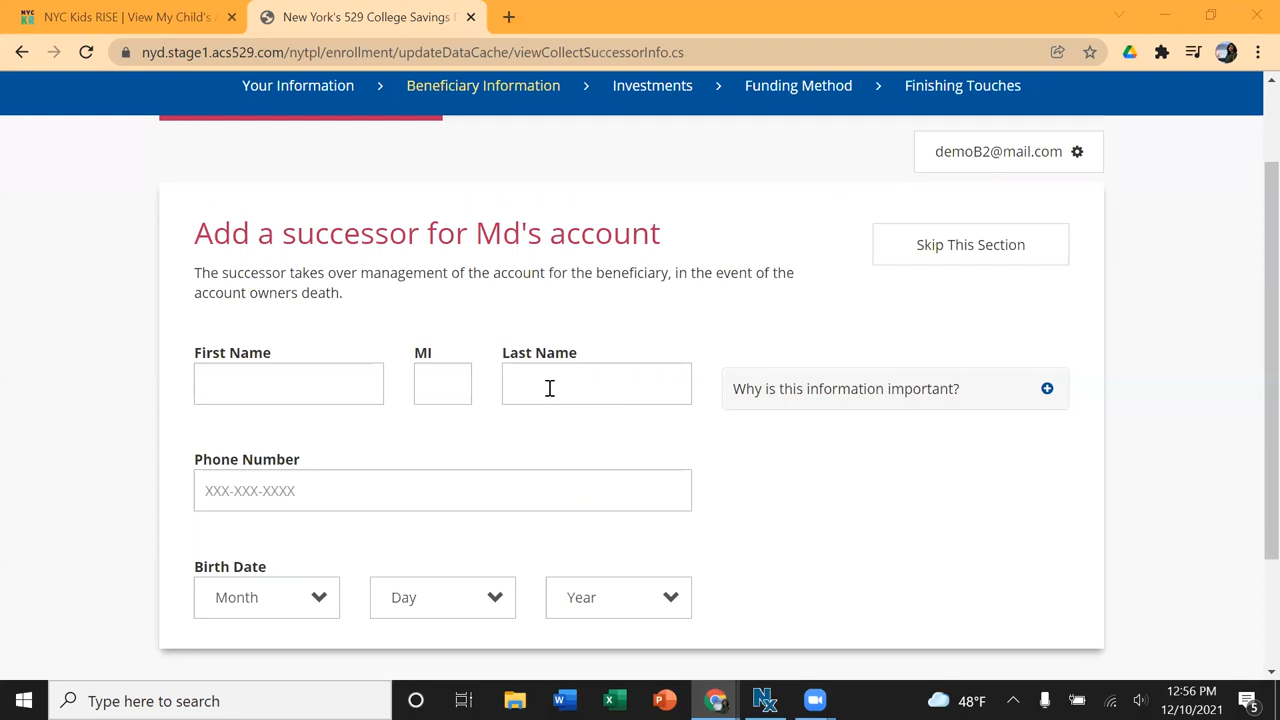 NYC Kids RISE | View My Child's
New York's 529 College Savings
nyd.stage1.acs529.com/nytpl/enrollment/updateDataCache/viewCollectSuccessorInfo.cs
Your Information > Beneficiary Information > Investments > Funding Method > Finishing Touches
demoB2@mail.com
Add a successor for Md's account
Skip This Section
The successor takes over management of the account for the beneficiary, in the event of the
account owners death.
First Name MI Last Name
Why is this information important?
Phone Number
XXX-XXX-XXXX
Birth Date
Month Day Year
Type here to search
48°F
12:56 PM
12/10/2021
5